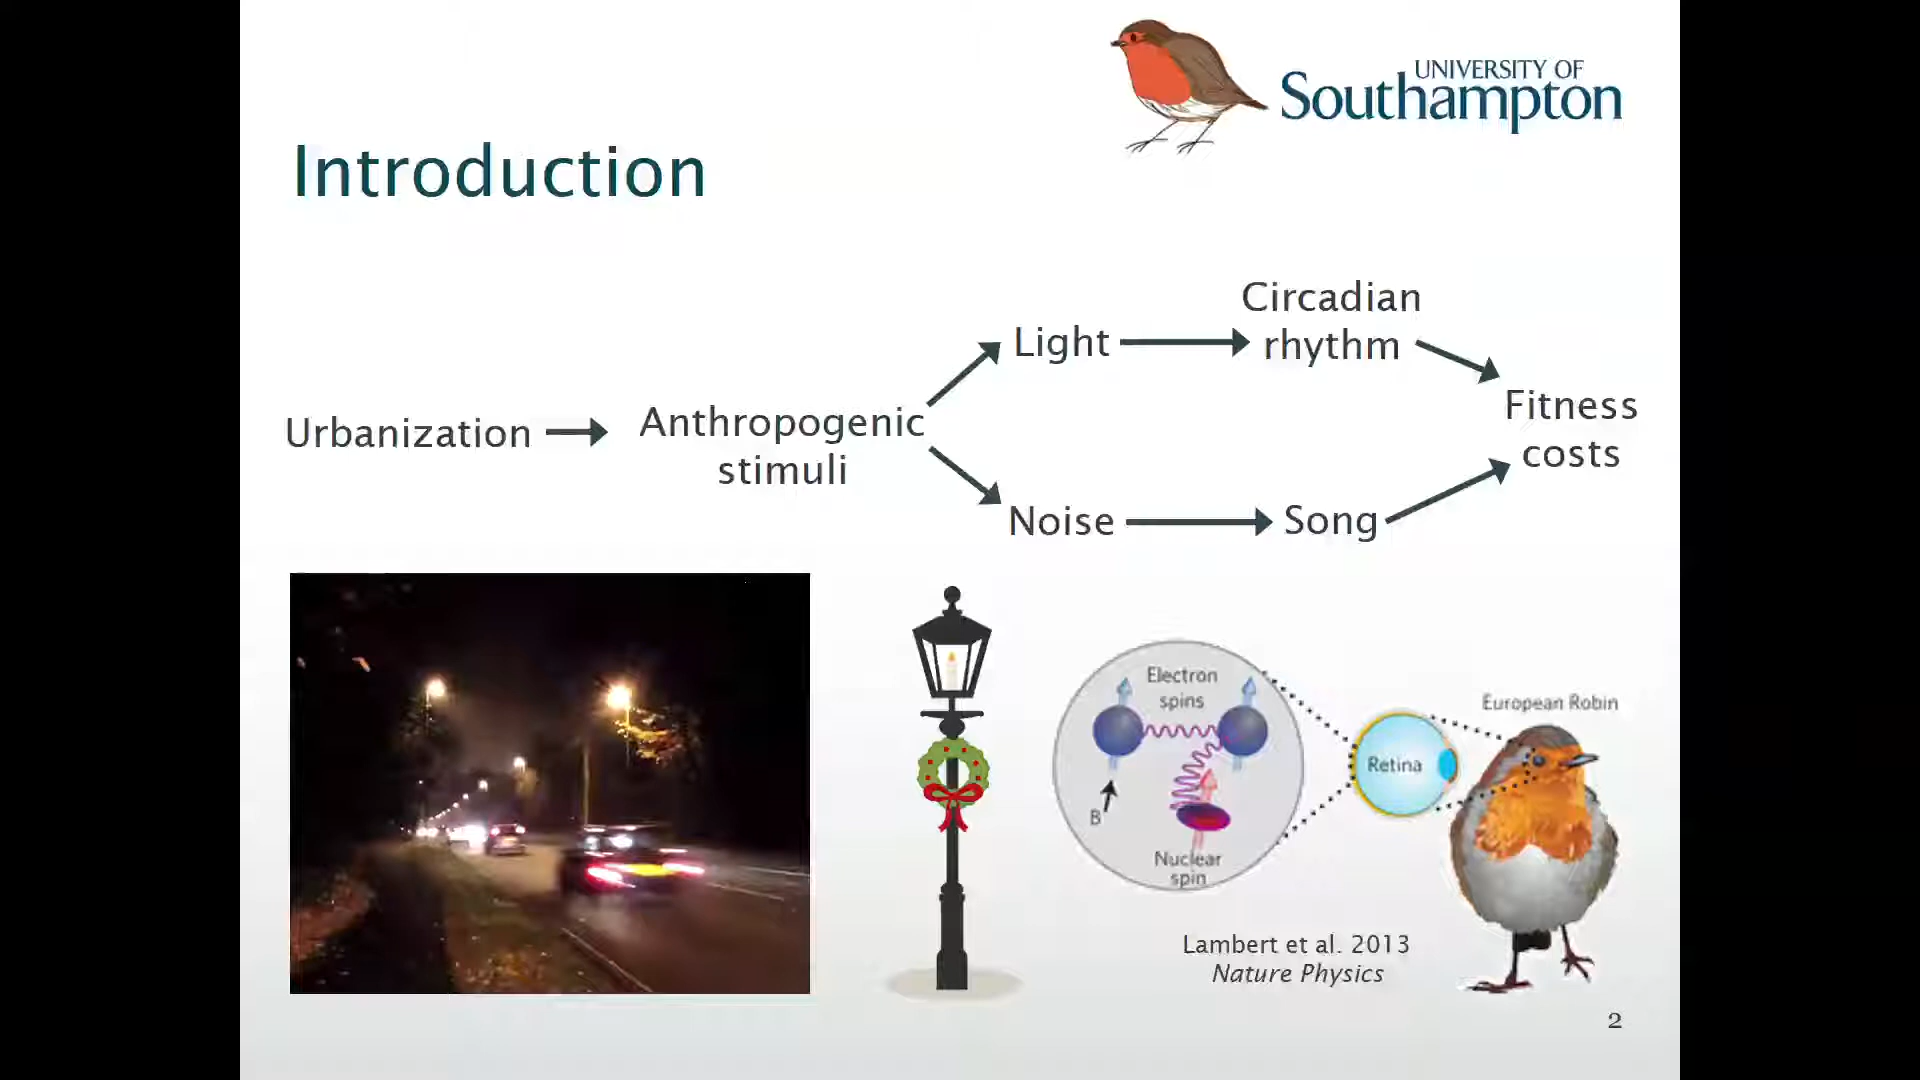 UNIVERSITY OF
Southampton
Introduction
Circadian
rhythm
Light
Fitness
costs
Urbanization
Anthropogenic
stimuli
Noise
Song
Electron
spins
European Robin
Retina
B
Nuclear
spin
Lambert et al. 2013
Nature Physics
2